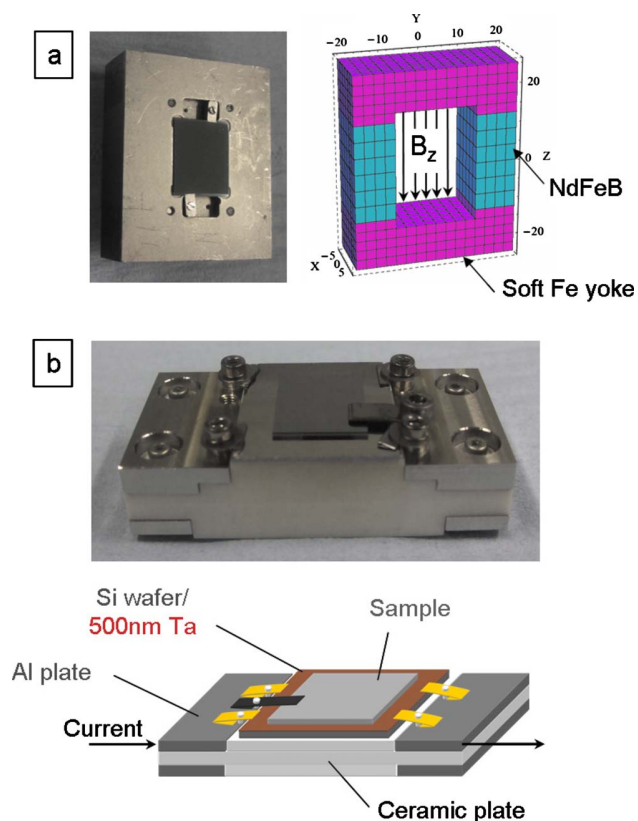 a
Y
-20
-10
0
10
20
20
0
Z
-20
X
-5
0
5
B_z
NdFeB
Soft Fe yoke
b
Si wafer/
500nm Ta
Sample
Al plate
Current
Ceramic plate